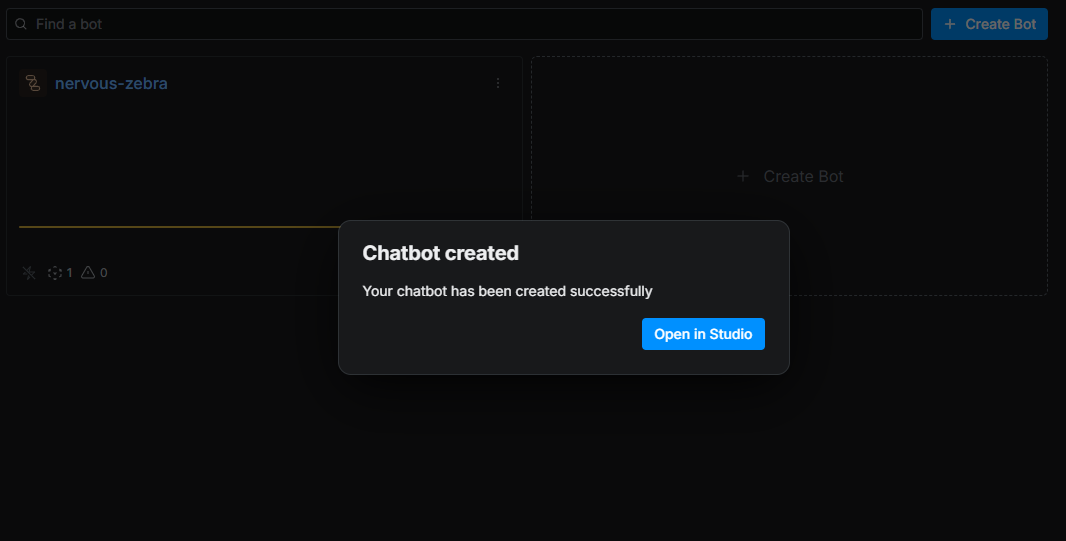 Find a bot
+ Create Bot
nervous-zebra
+ Create Bot
1 0
Chatbot created
Your chatbot has been created successfully
Open in Studio